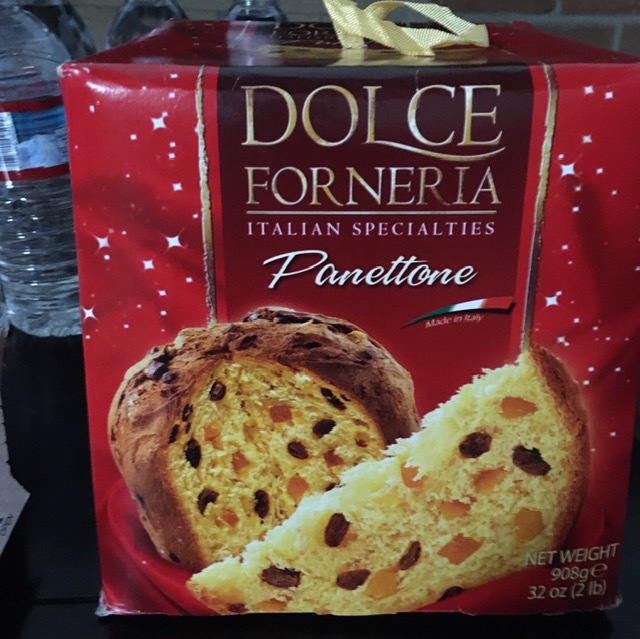 DOLCE
FORNERIA
ITALIAN SPECIALTIES
Panettone
Made in Italy
NET WEIGHT
908g e
32 oz (2 lb)